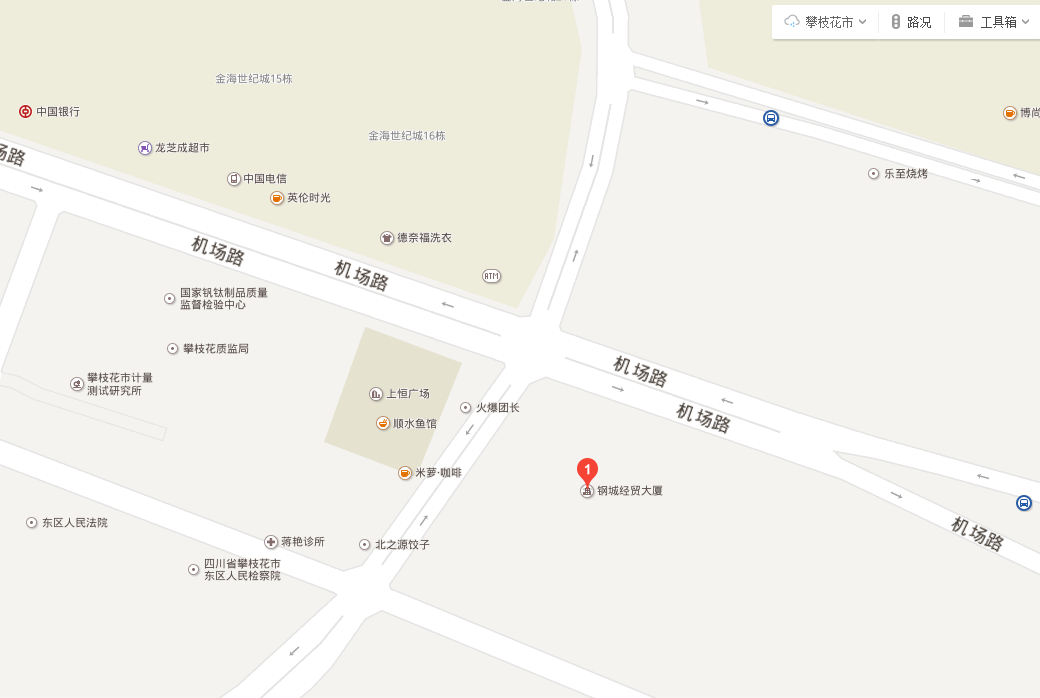 攀枝花市
路况
工具箱
金海世纪城15栋
中国银行
博尚
金海世纪城16栋
龙芝成超市
场路
中国电信
乐至烧烤
英伦时光
德奈福洗衣
机场路
机场路
ATM
国家钒钛制品质量
监督检验中心
攀枝花质监局
机场路
攀枝花市计量
测试研究所
上恒广场
火爆团长
机场路
顺水鱼馆
米萝·咖啡
1
钢城经贸大厦
东区人民法院
机场路
蒋艳诊所
北之源饺子
四川省攀枝花市
东区人民检察院